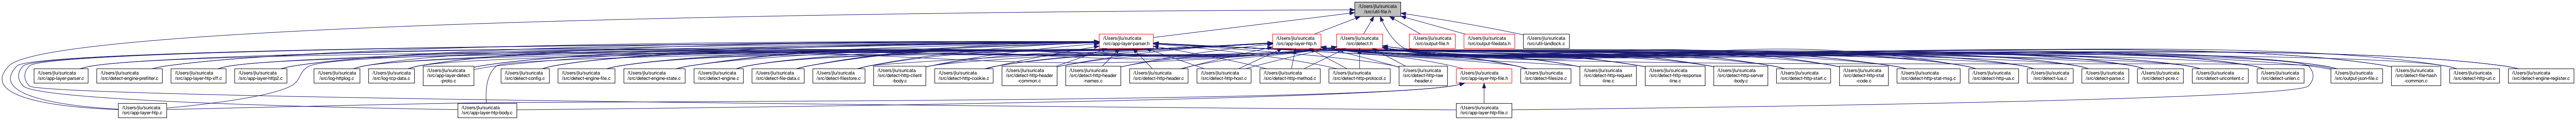 /Users/jlu/suricata
/src/util-file.h
/Users/jlu/suricata
/src/app-layer-parser.h
/Users/jlu/suricata
/src/app-layer-htp.h
/Users/jlu/suricata
/src/detect.h
/Users/jlu/suricata
/src/output-file.h
/Users/jlu/suricata
/src/output-filedata.h
/Users/jlu/suricata
/src/util-landlock.c
/Users/jlu/suricata
/src/app-layer-parser.c
/Users/jlu/suricata
/src/detect-engine-prefilter.c
/Users/jlu/suricata
/src/app-layer-htp-xff.c
/Users/jlu/suricata
/src/app-layer-http2.c
/Users/jlu/suricata
/src/log-httplog.c
/Users/jlu/suricata
/src/log-tcp-data.c
/Users/jlu/suricata
/src/app-layer-detect
-proto.c
/Users/jlu/suricata
/src/detect-config.c
/Users/jlu/suricata
/src/detect-engine-file.c
/Users/jlu/suricata
/src/detect-engine-state.c
/Users/jlu/suricata
/src/detect-engine.c
/Users/jlu/suricata
/src/detect-file-data.c
/Users/jlu/suricata
/src/detect-filestore.c
/Users/jlu/suricata
/src/detect-http-client
-body.c
/Users/jlu/suricata
/src/detect-http-cookie.c
/Users/jlu/suricata
/src/detect-http-header
-common.c
/Users/jlu/suricata
/src/detect-http-header
-names.c
/Users/jlu/suricata
/src/detect-http-header.c
/Users/jlu/suricata
/src/detect-http-host.c
/Users/jlu/suricata
/src/detect-http-method.c
/Users/jlu/suricata
/src/detect-http-protocol.c
/Users/jlu/suricata
/src/detect-http-raw
-header.c
/Users/jlu/suricata
/src/app-layer-htp-file.h
/Users/jlu/suricata
/src/detect-filesize.c
/Users/jlu/suricata
/src/detect-http-request
-line.c
/Users/jlu/suricata
/src/detect-http-response
-line.c
/Users/jlu/suricata
/src/detect-http-server
-body.c
/Users/jlu/suricata
/src/detect-http-start.c
/Users/jlu/suricata
/src/detect-http-stat
-code.c
/Users/jlu/suricata
/src/detect-http-stat-msg.c
/Users/jlu/suricata
/src/detect-http-ua.c
/Users/jlu/suricata
/src/detect-lua.c
/Users/jlu/suricata
/src/detect-parse.c
/Users/jlu/suricata
/src/detect-pcre.c
/Users/jlu/suricata
/src/detect-uricontent.c
/Users/jlu/suricata
/src/detect-urilen.c
/Users/jlu/suricata
/src/output-json-file.c
/Users/jlu/suricata
/src/detect-file-hash
-common.c
/Users/jlu/suricata
/src/detect-http-uri.c
/Users/jlu/suricata
/src/detect-engine-register.c
/Users/jlu/suricata
/src/app-layer-htp.c
/Users/jlu/suricata
/src/app-layer-htp-body.c
/Users/jlu/suricata
/src/app-layer-htp-file.c